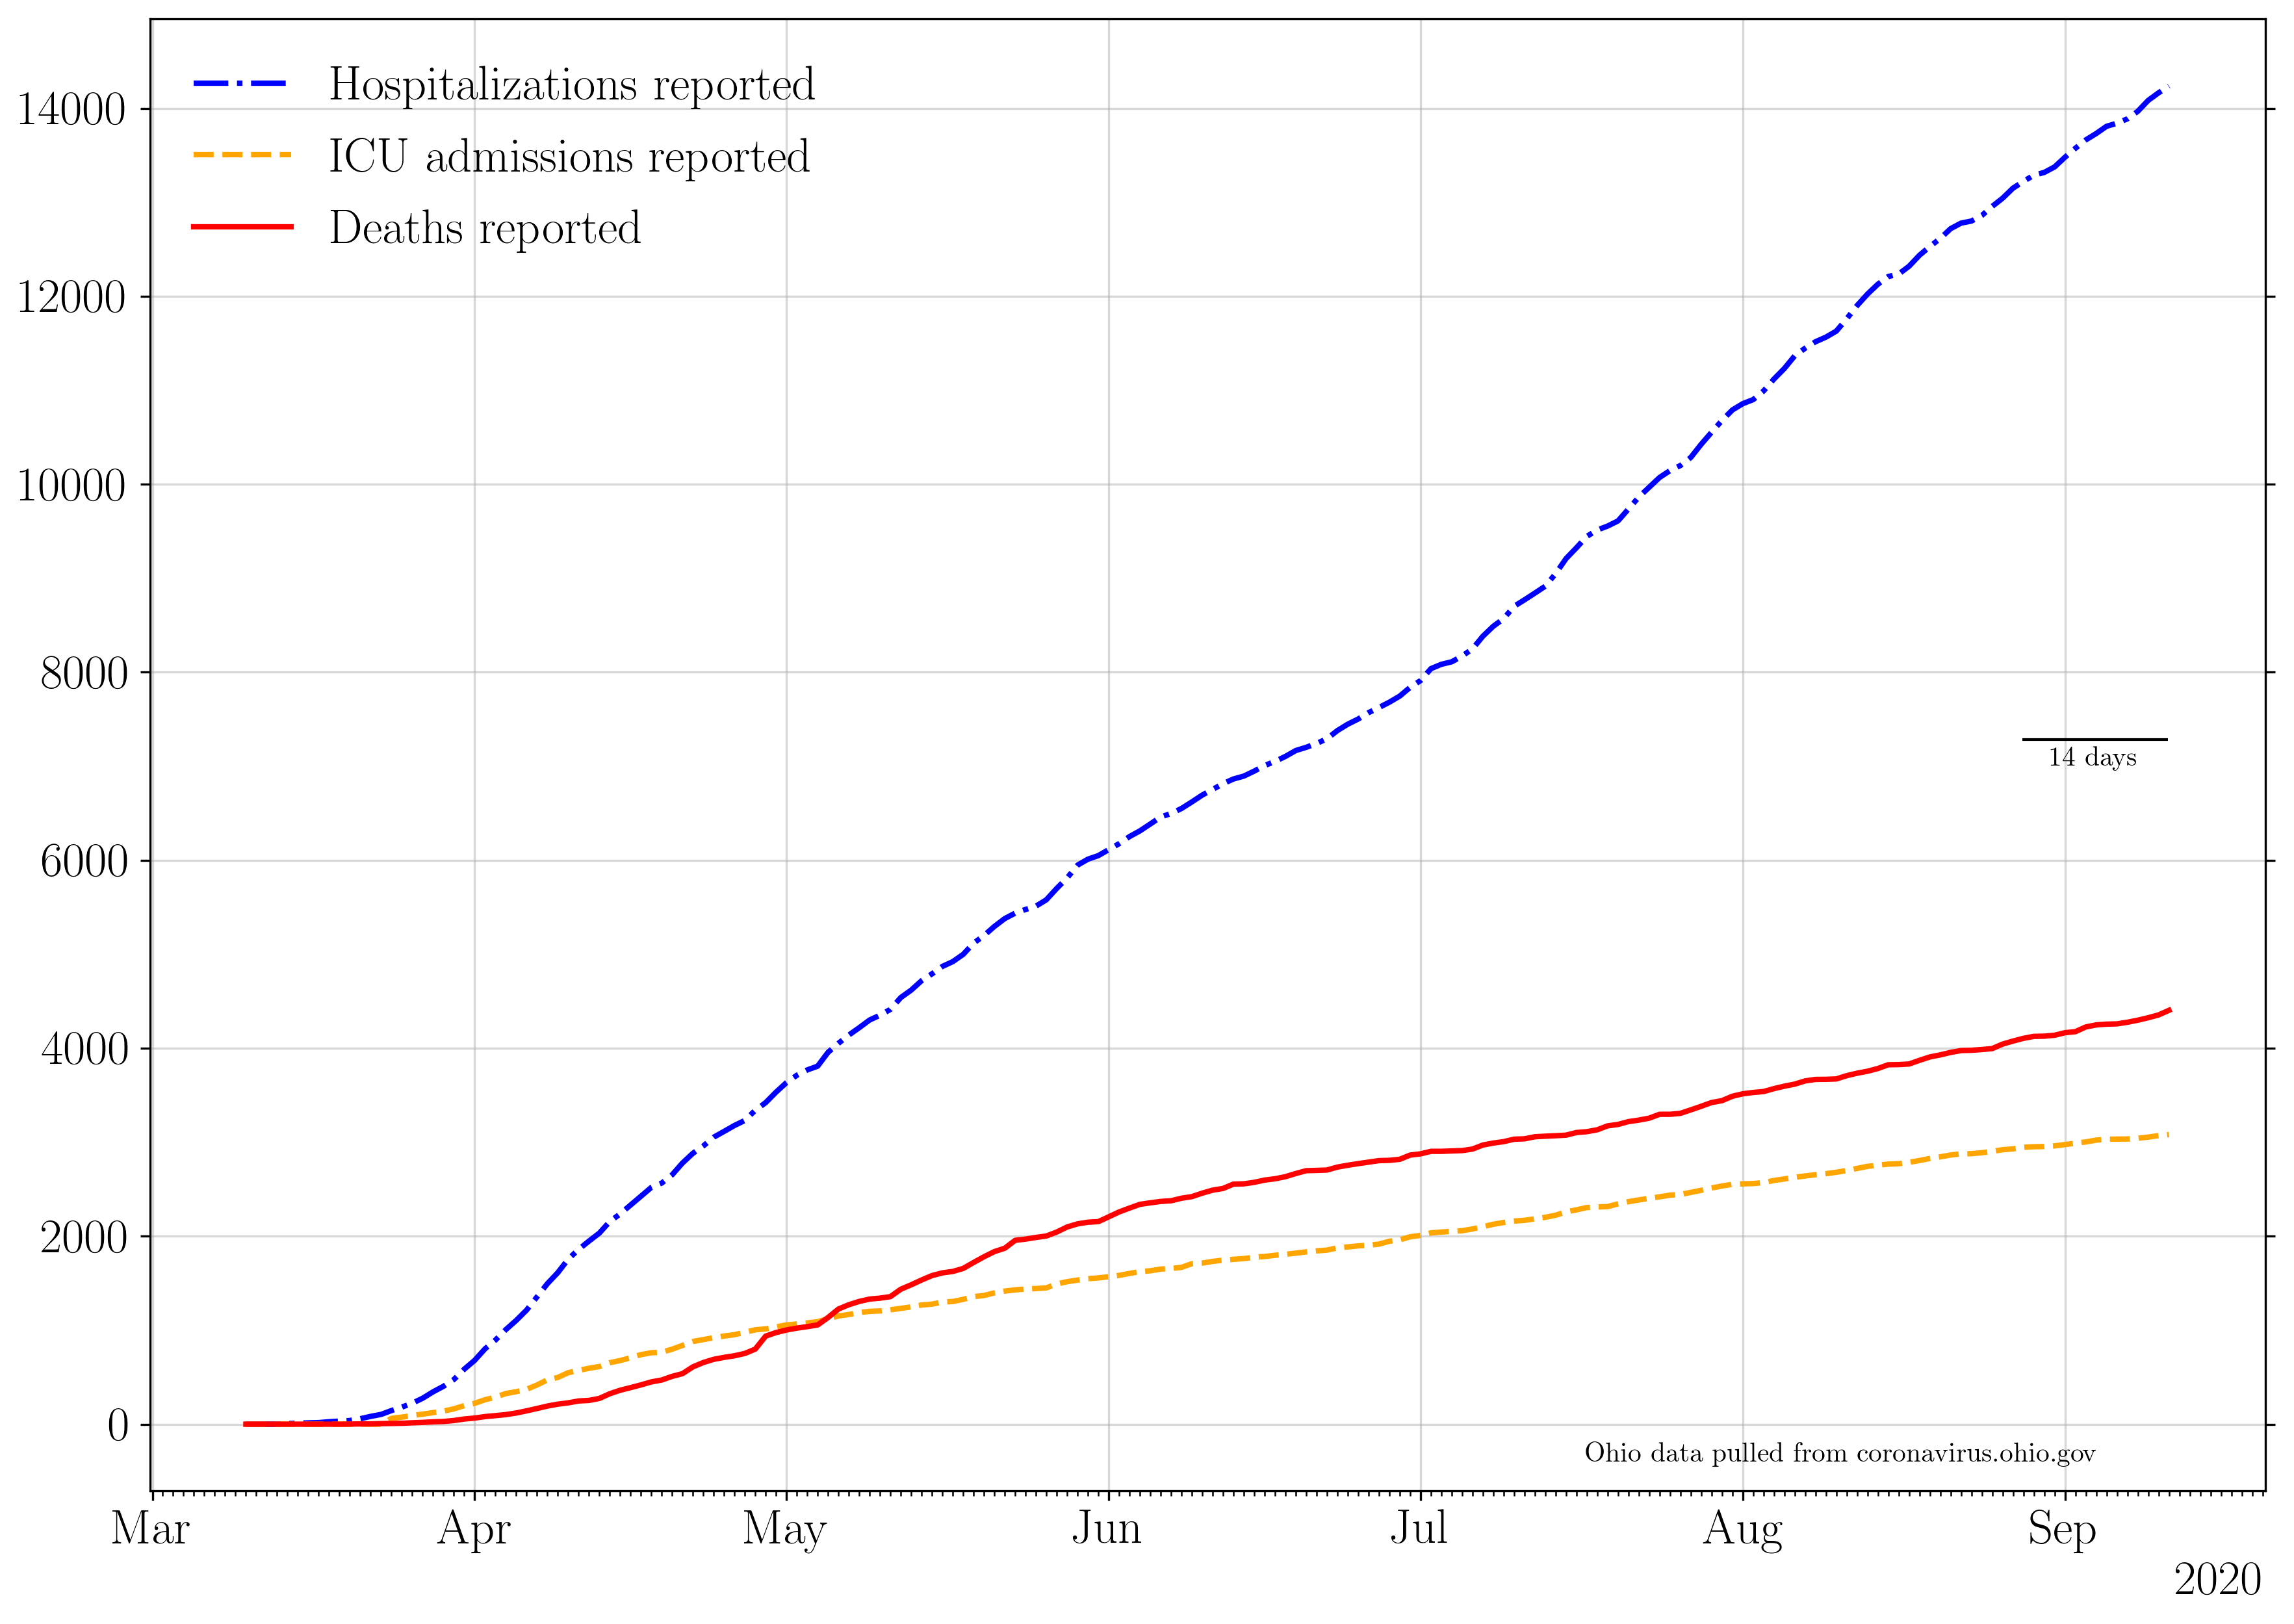 Hospitalizations reported
ICU admissions reported
Deaths reported
14000
12000
10000
8000
6000
4000
2000
0
14 days
Ohio data pulled from coronavirus.ohio.gov
Mar Apr May Jun Jul Aug Sep
2020